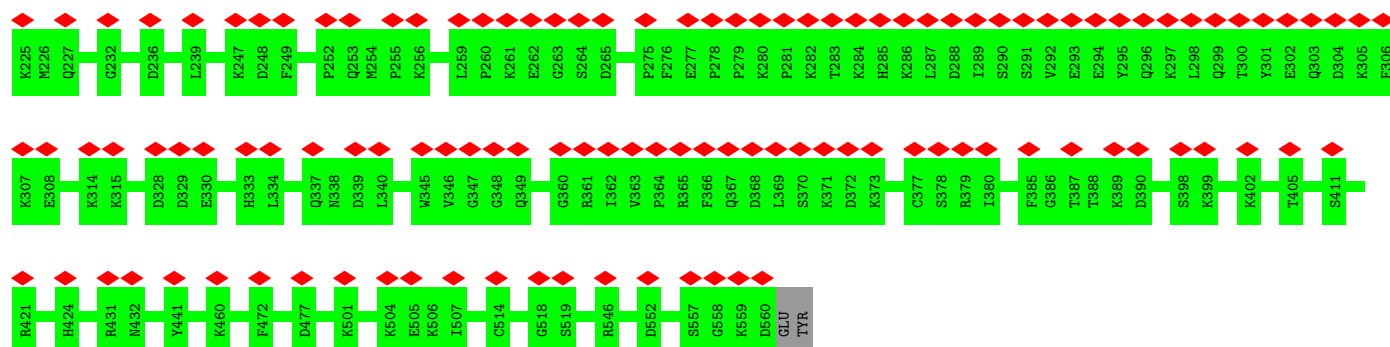 K225 M226 Q227 G232 D236 L239 K247 D248 F249 P252 Q253 M254 P255 K256 L259 P260 K261 E262 G263 S264 D265 P275 F276 E277 P278 P279 K280 P281 K282 T283 K284 H285 K286 L287 D288 I289 S290 S291 V292 E293 E294 Y295 Q296 K297 L298 Q299 T300 Y301 E302 Q303 D304 K305 F306
K307 E308 K314 K315 D328 D329 E330 H333 L334 Q337 N338 D339 L340 W345 V346 G347 G348 Q349 G360 R361 I362 V363 P364 R365 F366 Q367 D368 L369 S370 K371 D372 K373 C377 S378 R379 I380 F385 G386 T387 T388 K389 D390 S398 K399 K402 T405 S411
R421 H424 R431 N432 Y441 K460 F472 D477 K501 K504 E505 K506 I507 C514 G518 S519 R546 D552 S557 G558 K559 D560 GLU TYR